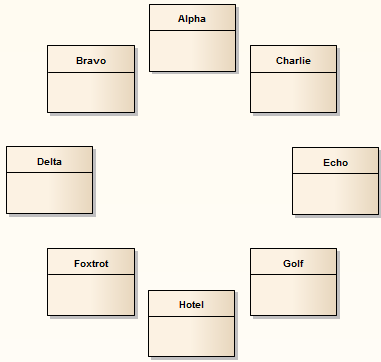 Alpha
Bravo
Charlie
Delta
Echo
Foxtrot
Golf
Hotel